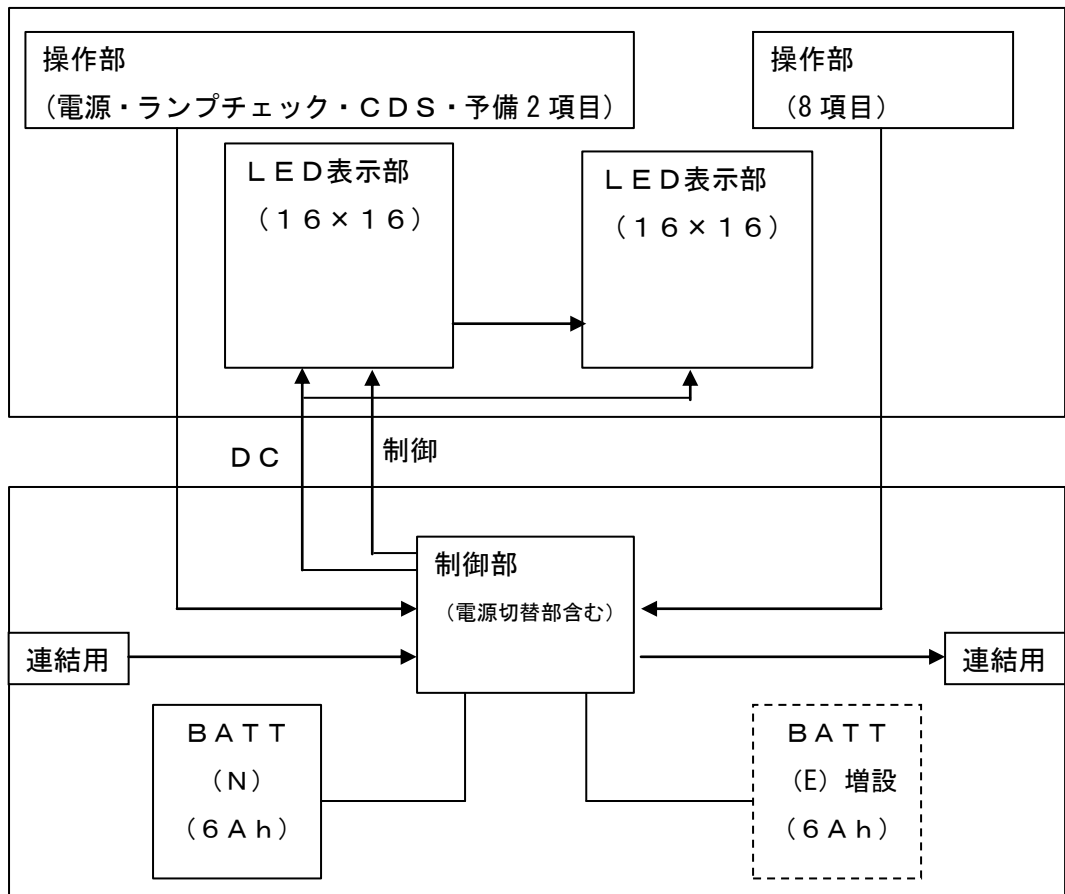 操作部
（電源・ランプチェック・ＣＤＳ・予備２項目）
操作部
（8 項目）
ＬＥＤ表示部
（１６×１６）
ＬＥＤ表示部
（１６×１６）
ＤＣ
制御
制御部
（電源切替部含む）
連結用
連結用
ＢＡＴＴ
（Ｎ）
（６Ａｈ）
ＢＡＴＴ
（E）増設
（６Ａｈ）